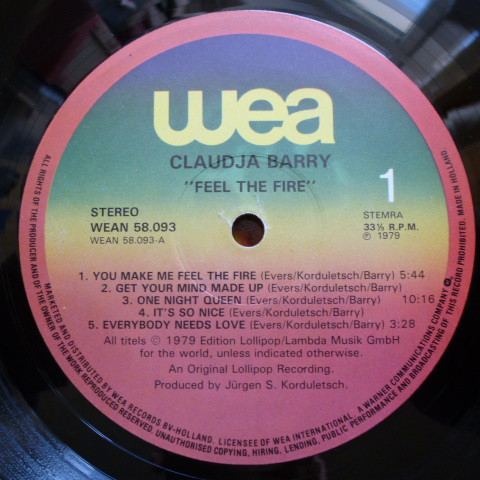 wea
CLAUDJA BARRY
"FEEL THE FIRE"
1
STEREO
WEAN 58.093
WEAN 58.093-A
STEMRA
33⅓ R.P.M.
℗ 1979
1. YOU MAKE ME FEEL THE FIRE (Evers/Korduletsch/Barry) 5:44
2. GET YOUR MIND MADE UP (Evers/Korduletsch/Barry)
3. ONE NIGHT QUEEN (Evers/Korduletsch/Barry) 10:16
4. IT'S SO NICE (Evers/Korduletsch/Barry)
5. EVERYBODY NEEDS LOVE (Evers/Korduletsch/Barry) 3:28
All titels © 1979 Edition Lollipop/Lambda Musik GmbH
for the world, unless indicated otherwise.
An Original Lollipop Recording.
Produced by Jürgen S. Korduletsch.
MARKETED AND DISTRIBUTED BY WEA RECORDS BV-HOLLAND. LICENSEE OF WEA INTERNATIONAL. A WARNER COMMUNICATIONS COMPANY
ALL RIGHTS OF THE PRODUCER AND OF THE OWNER OF THE WORK REPRODUCED RESERVED. UNAUTHORISED COPYING, HIRING, LENDING, PUBLIC PERFORMANCE AND BROADCASTING OF THIS RECORD PROHIBITED. MADE IN HOLLAND.